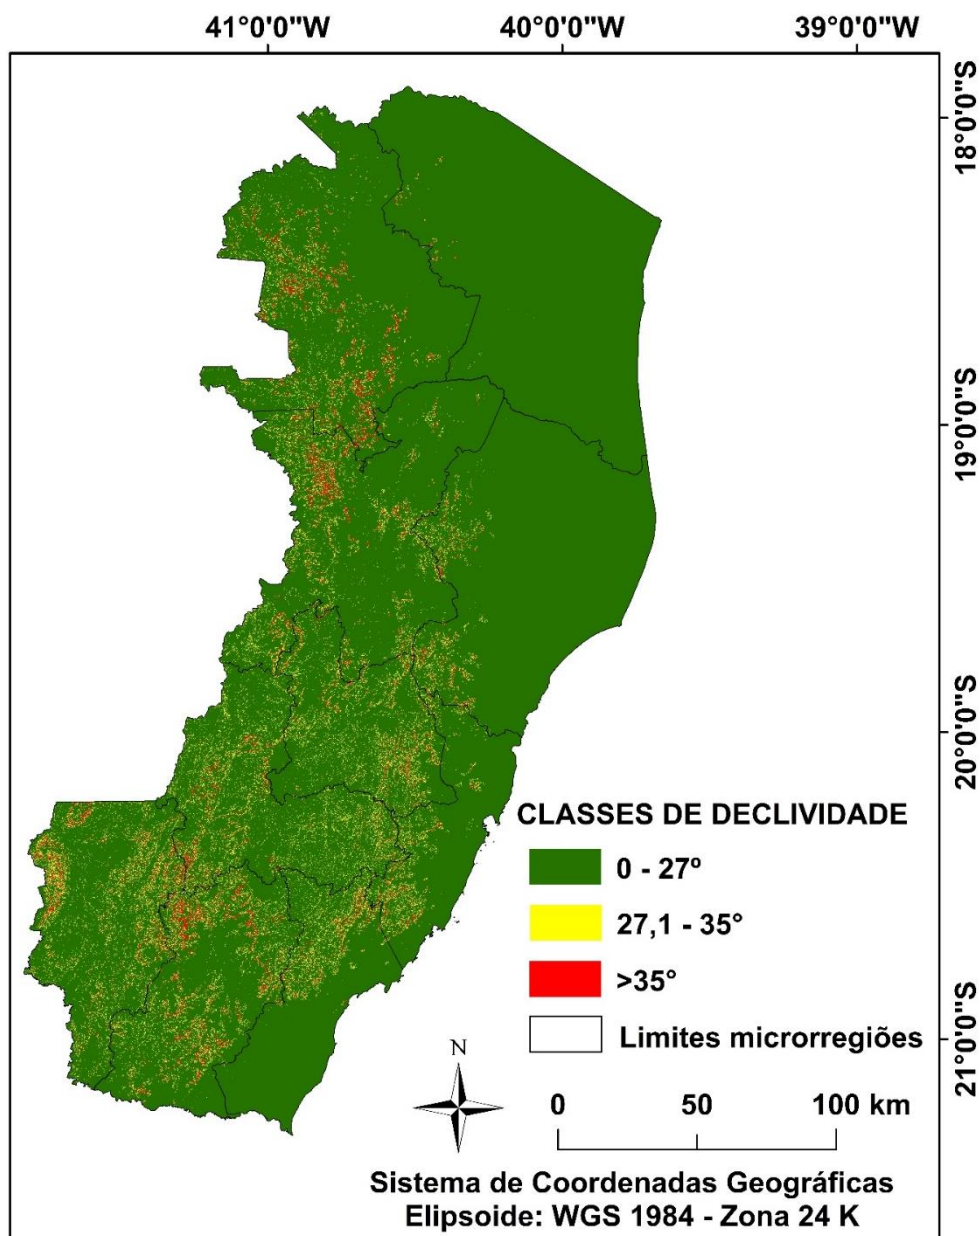 41°0'0"W 40°0'0"W 39°0'0"W
18°0'0"S
19°0'0"S
20°0'0"S
21°0'0"S
CLASSES DE DECLIVIDADE
0 - 27º
27,1 - 35°
>35°
Limites microrregiões
N
0 50 100 km
Sistema de Coordenadas Geográficas
Elipsoide: WGS 1984 - Zona 24 K